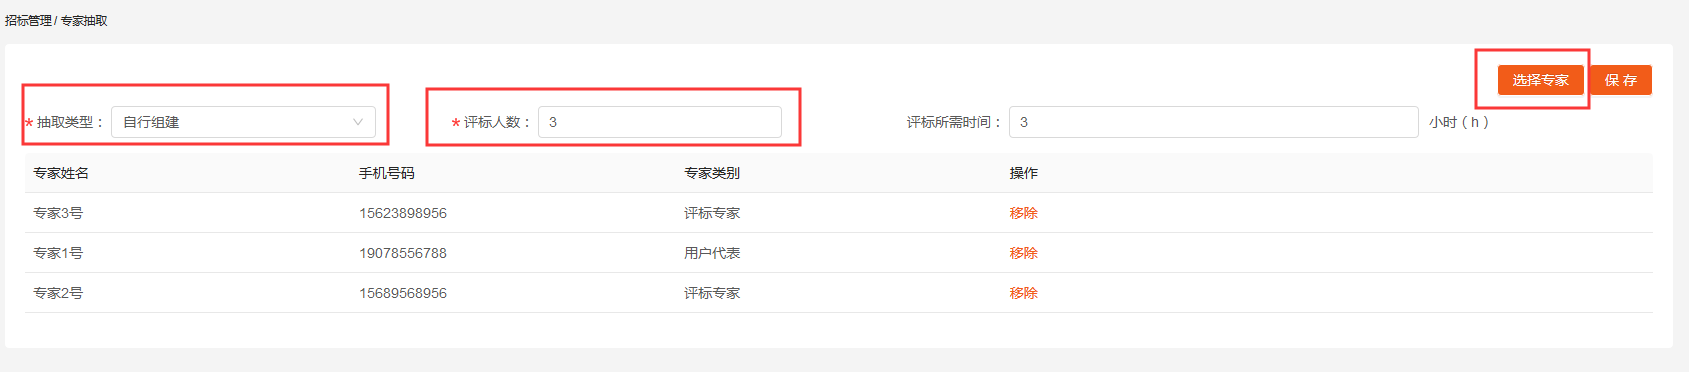 招标管理 / 专家抽取
选择专家 保 存
* 抽取类型： 自行组建 * 评标人数： 3 评标所需时间： 3 小时（h）
专家姓名 手机号码 专家类别 操作
专家3号 15623898956 评标专家 移除
专家1号 19078556788 用户代表 移除
专家2号 15689568956 评标专家 移除